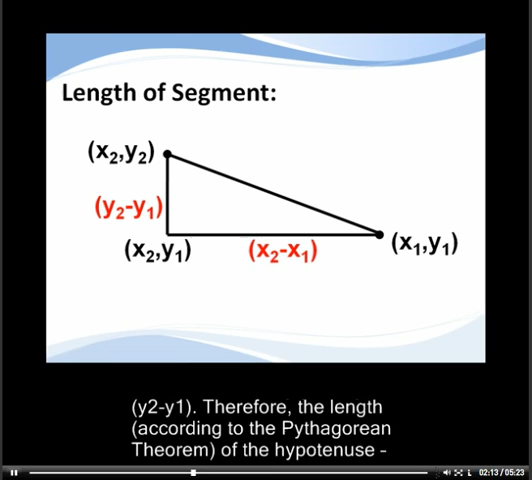 Length of Segment:
(x₂,y₂)
(y₂-y₁)
(x₂,y₁)
(x₂-x₁)
(x₁,y₁)
(y2-y1). Therefore, the length
(according to the Pythagorean
Theorem) of the hypotenuse -
L 02:13/05:23